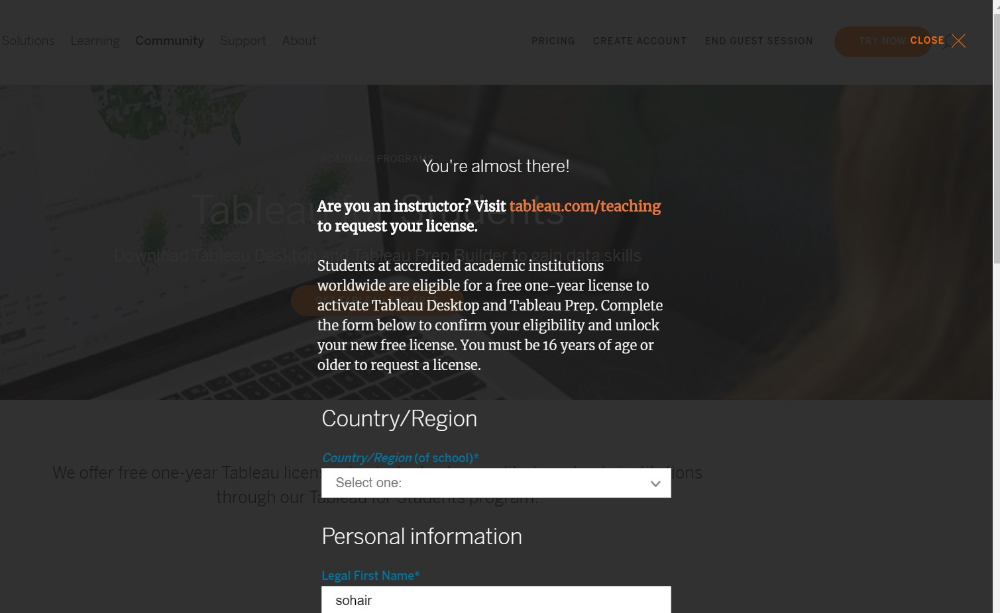 Solutions Learning Community Support About PRICING CREATE ACCOUNT END GUEST SESSION TRY NOW CLOSE
ACADEMIC PROGRAMS
You're almost there!
Tableau for Students
Are you an instructor? Visit tableau.com/teaching
to request your license.
Download Tableau Desktop and Tableau Prep Builder to gain data skills
Students at accredited academic institutions
worldwide are eligible for a free one-year license to
activate Tableau Desktop and Tableau Prep. Complete
the form below to confirm your eligibility and unlock
your new free license. You must be 16 years of age or
older to request a license.
Country/Region
Country/Region (of school)*
We offer free one-year Tableau
Select one:
through our Tableau for Students program.
Personal information
Legal First Name*
sohair